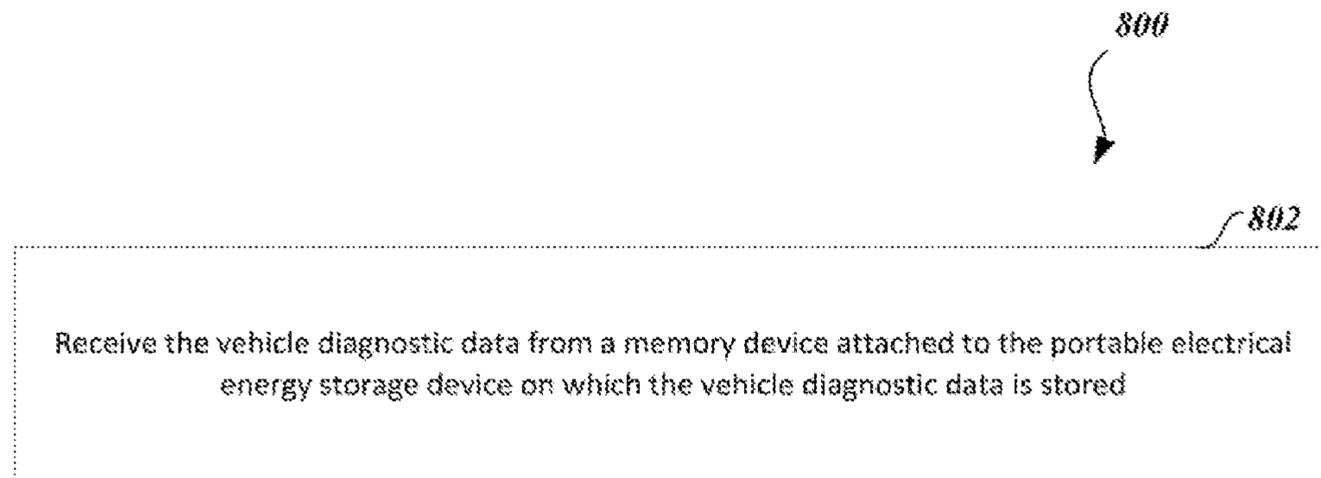 800
802
Receive the vehicle diagnostic data from a memory device attached to the portable electrical
energy storage device on which the vehicle diagnostic data is stored